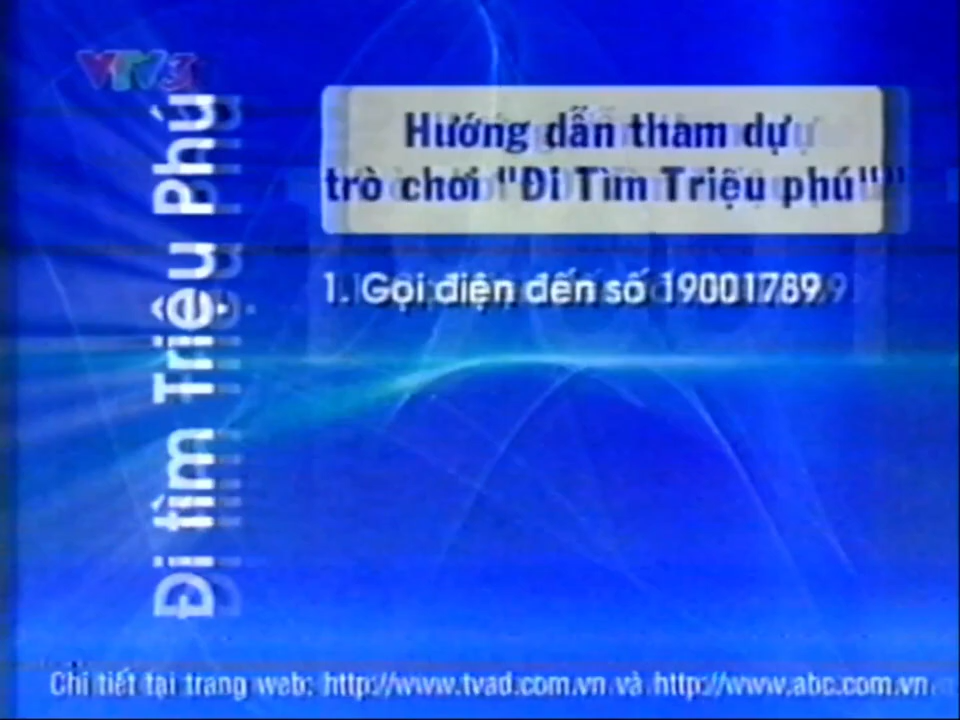 VTV3
Đi tìm Triệu Phú
Hướng dẫn tham dự
trò chơi "Đi Tìm Triệu phú"
1. Gọi điện đến số 19001789
Chi tiết tại trang web: http://www.tvad.com.vn và http://www.abc.com.vn